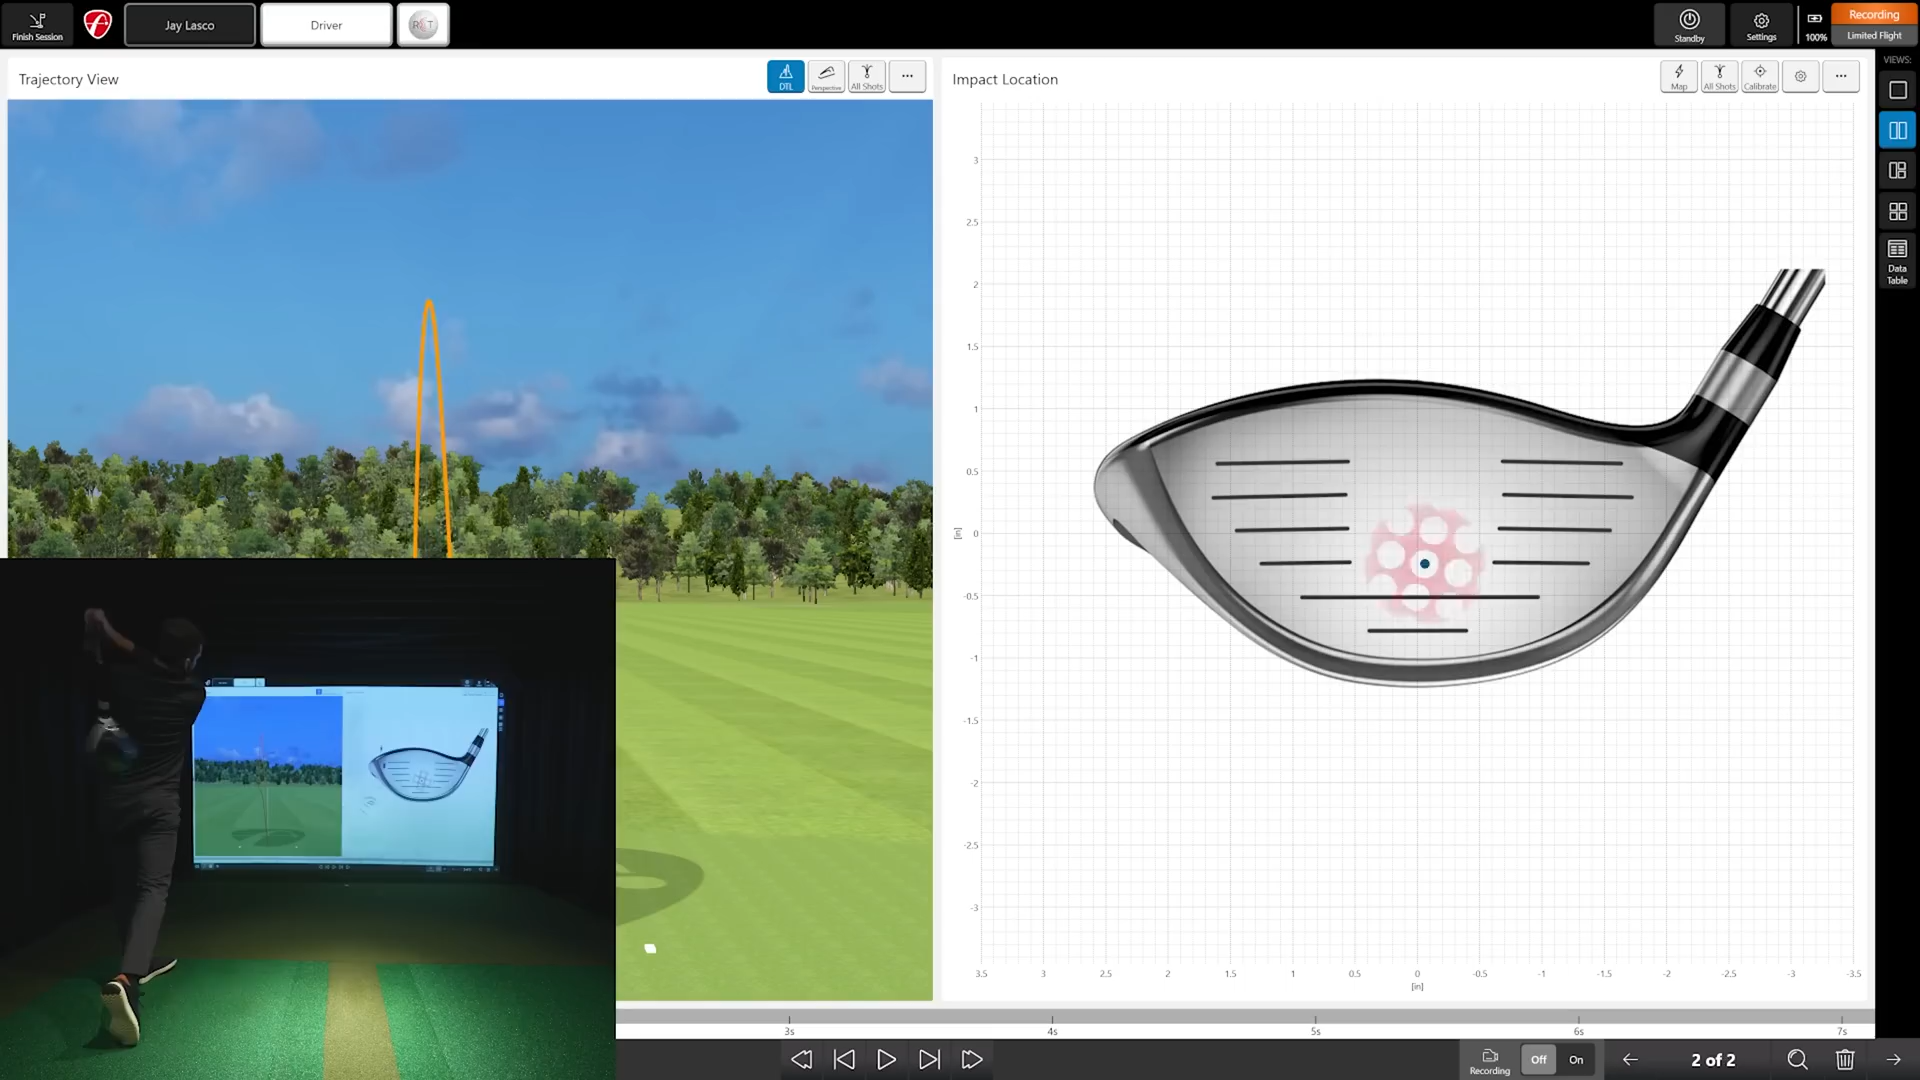 Finish Session
Jay Lasco
Driver
RCT
Standby
Settings
100%
Recording
Limited Flight
VIEWS:
Trajectory View
DTL
Perspective
All Shots
Impact Location
Map
All Shots
Calibrate
Data
Table
3
2.5
2
1.5
1
0.5
0
-0.5
-1
-1.5
-2
-2.5
-3
[in]
3.5 3 2.5 2 1.5 1 0.5 0 -0.5 -1 -1.5 -2 -2.5 -3 -3.5
[in]
3s 4s 5s 6s 7s
Recording
Off
On
2 of 2